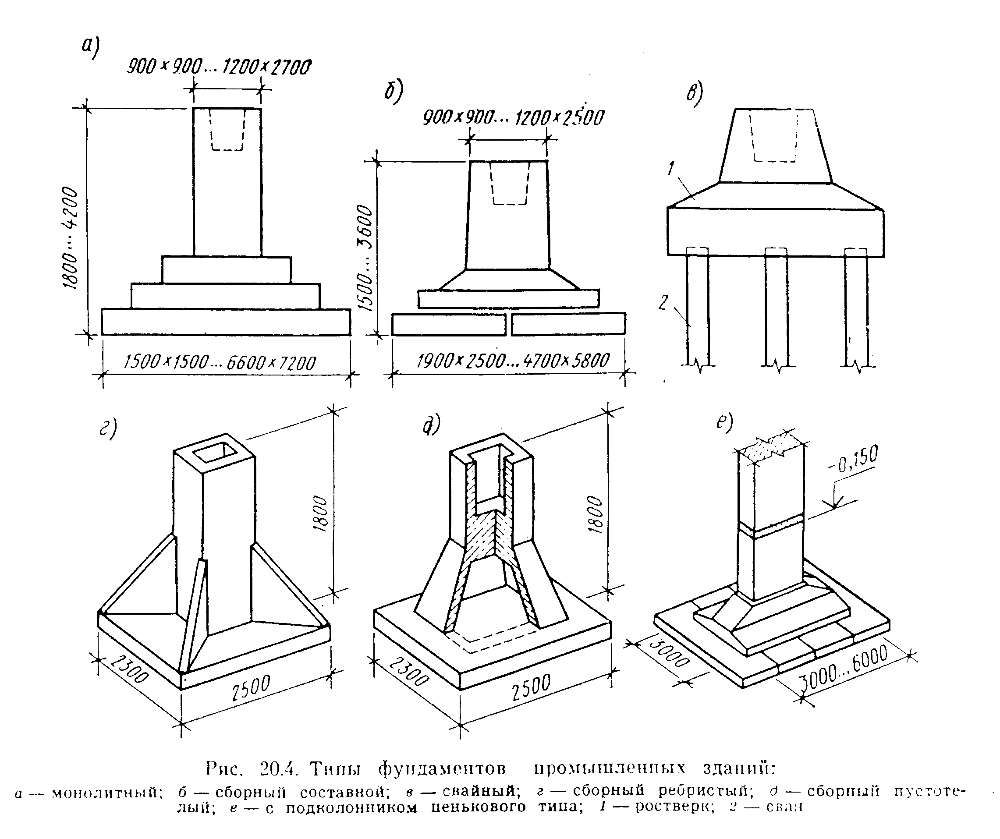 а)
900×900...1200×2700
1800...4200
1500×1500...6600×7200
б)
900×900...1200×2500
1500...3600
1900×2500...4700×5800
в)
1
2
г)
1800
2300
2500
д)
1800
2300
2500
е)
-0,150
3000
3000...6000
Рис. 20.4. Типы фундаментов промышленных зданий:
а — монолитный; б — сборный составной; в — свайный; г — сборный ребристый; д — сборный пустоте-
лый; е — с подколонником пенькового типа; 1 — ростверк; 2 — свая